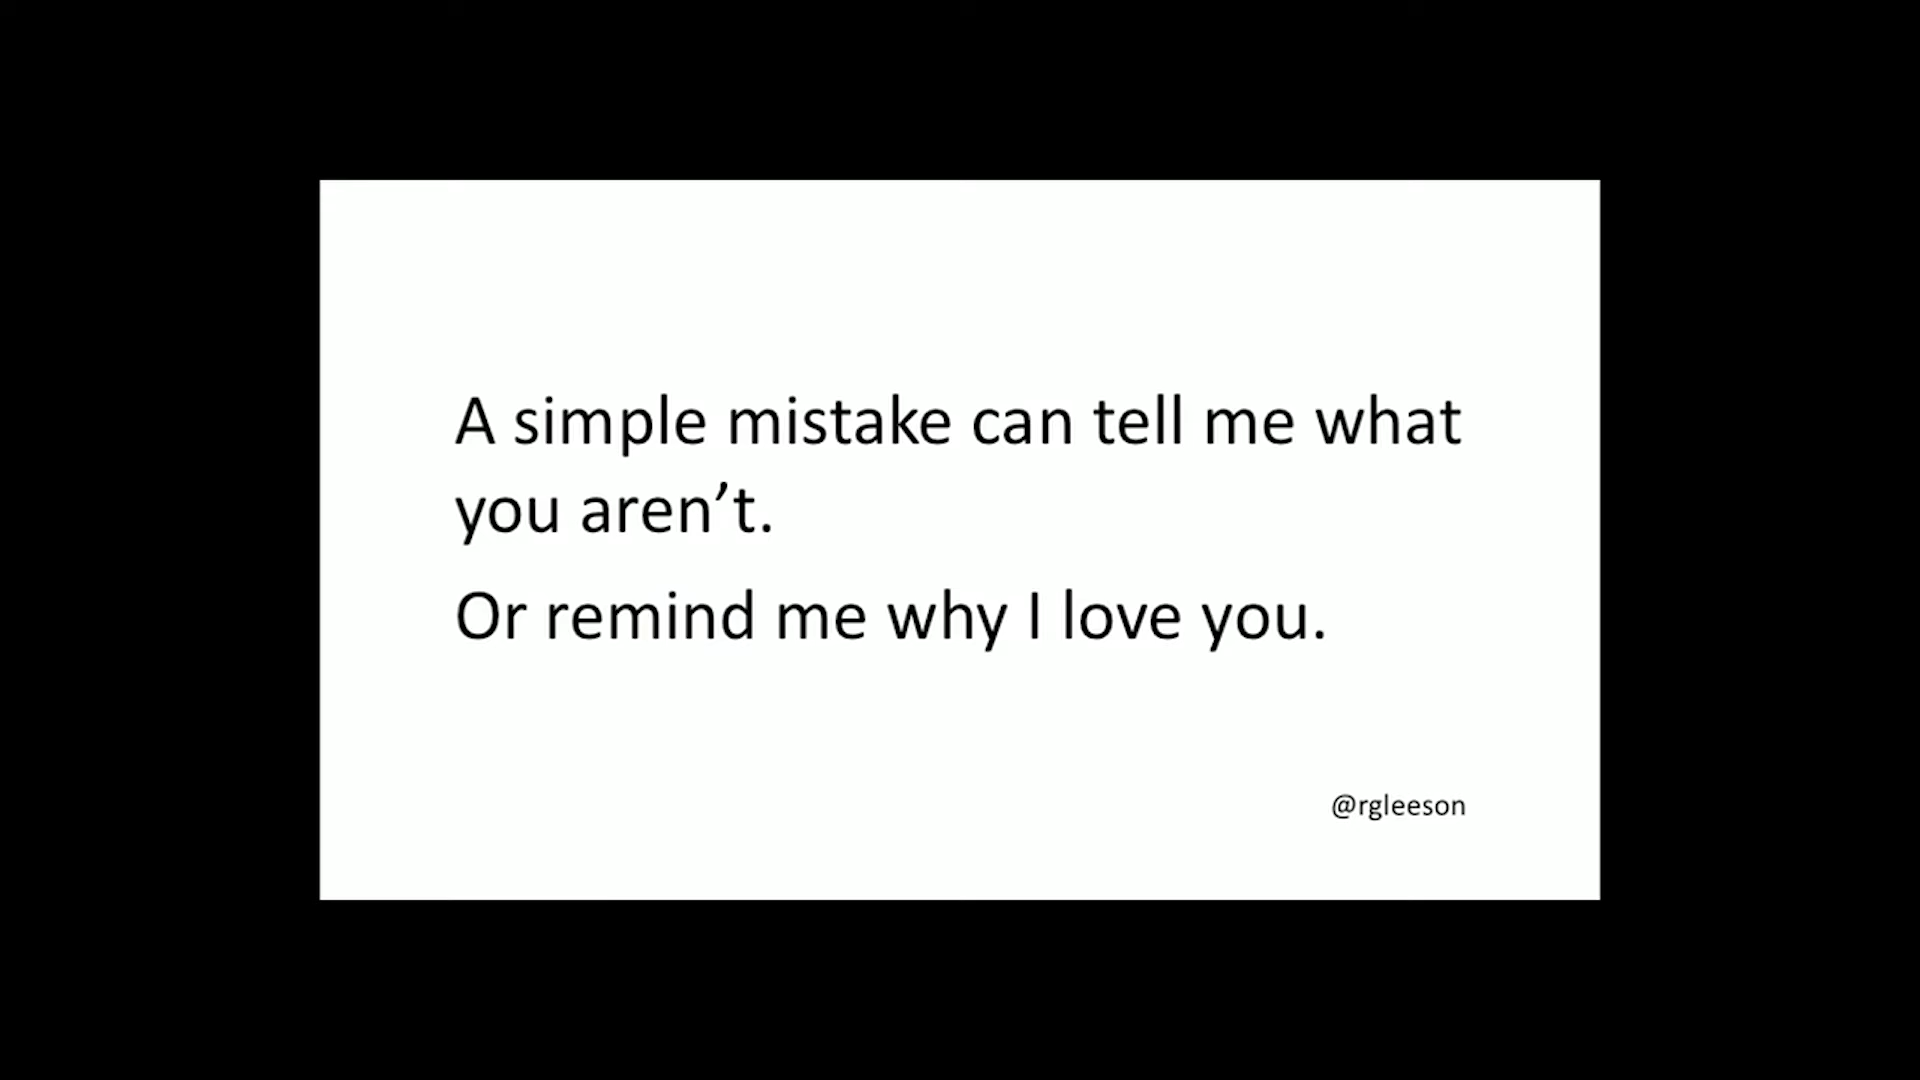 A simple mistake can tell me what
you aren’t.
Or remind me why I love you.
@rgleeson